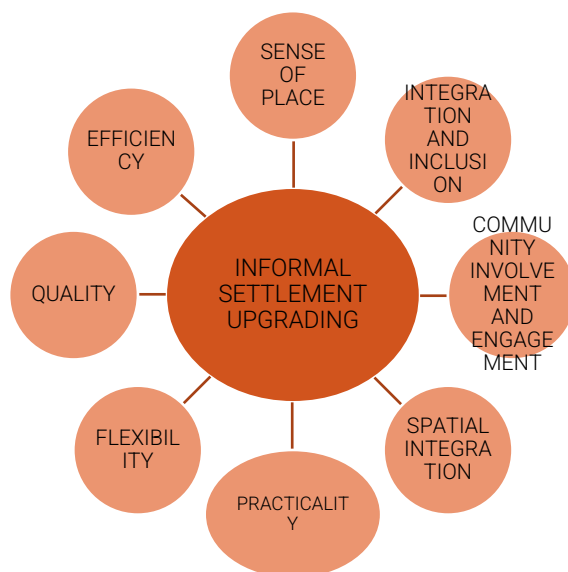 SENSE
OF
PLACE
INTEGRA
TION
AND
INCLUSI
ON
COMMU
NITY
INVOLVE
MENT
AND
ENGAGE
MENT
SPATIAL
INTEGRA
TION
PRACTICALIT
Y
FLEXIBIL
ITY
QUALITY
EFFICIEN
CY
INFORMAL
SETTLEMENT
UPGRADING